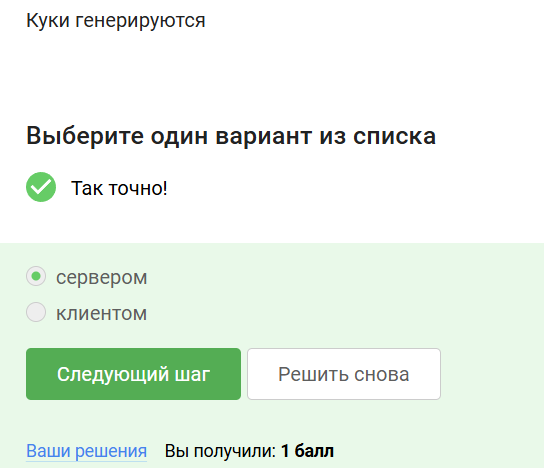 Куки генерируются
Выберите один вариант из списка
Так точно!
сервером
клиентом
Следующий шаг
Решить снова
Ваши решения Вы получили: 1 балл